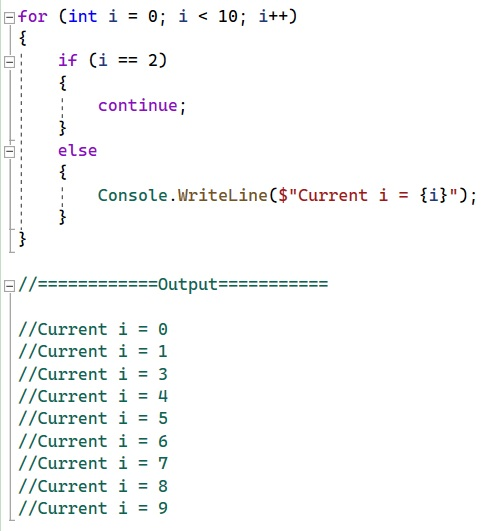 for (int i = 0; i < 10; i++)
{
    if (i == 2)
    {
        continue;
    }
    else
    {
        Console.WriteLine($"Current i = {i}");
    }
}

//============Output===========

//Current i = 0
//Current i = 1
//Current i = 3
//Current i = 4
//Current i = 5
//Current i = 6
//Current i = 7
//Current i = 8
//Current i = 9